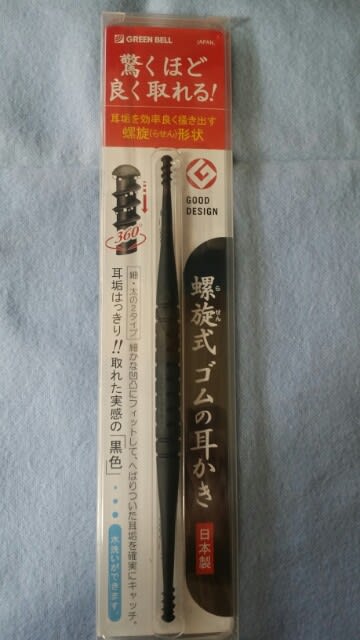 GREEN BELL
JAPAN.
驚くほど
良く取れる!
耳垢を効率良く掻き出す
螺旋(らせん)形状
GOOD
DESIGN
360°
細・太の2タイプ
細かな凹凸にフィットして、へばりついた耳垢を確実にキャッチ。
耳垢はっきり!!取れた実感の「黒色」
水洗いができます
螺旋式ゴムの耳かき
らせん
日本製